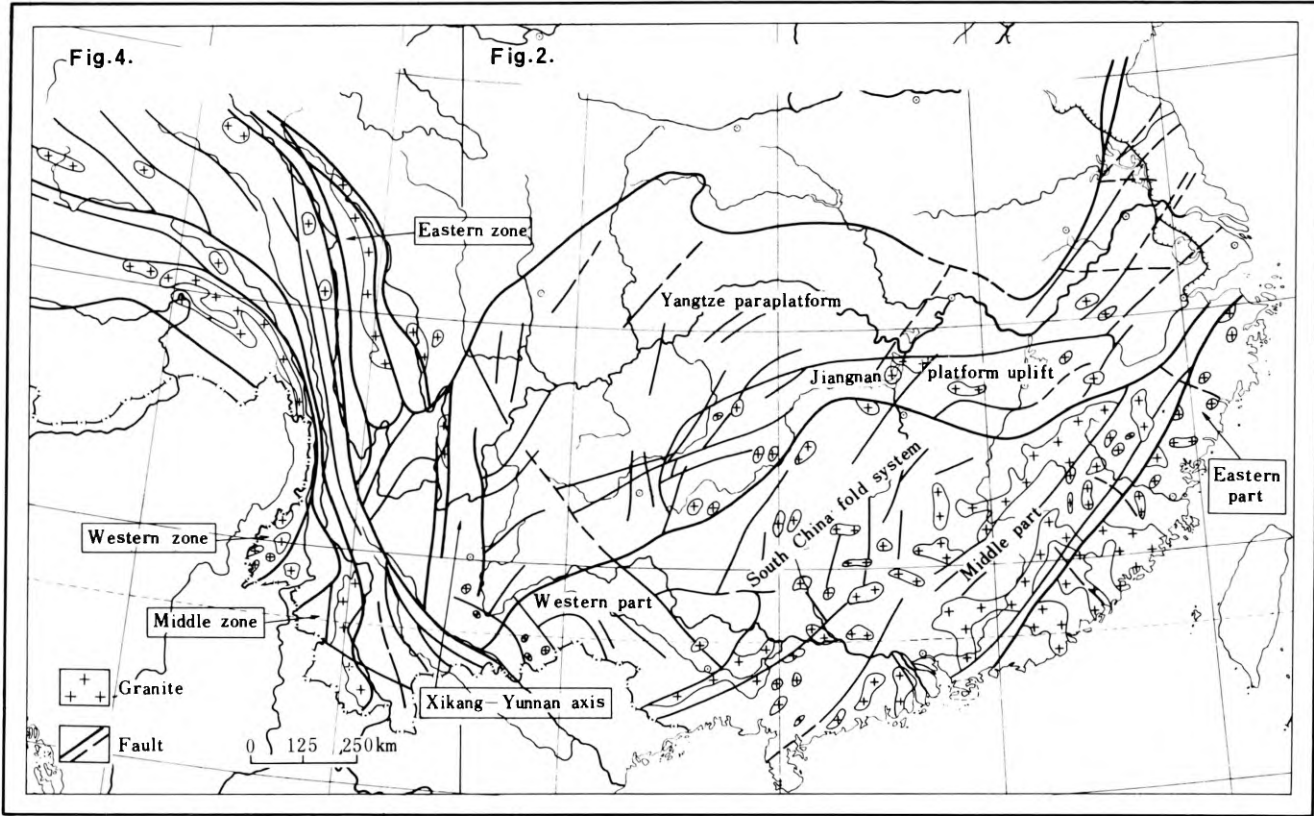 Fig.4.
Fig.2.
Eastern zone
Yangtze paraplatform
Jiangnan platform uplift
South China fold system
Middle part
Eastern part
Western zone
Western part
Middle zone
Xikang—Yunnan axis
Granite
Fault
0 125 250km